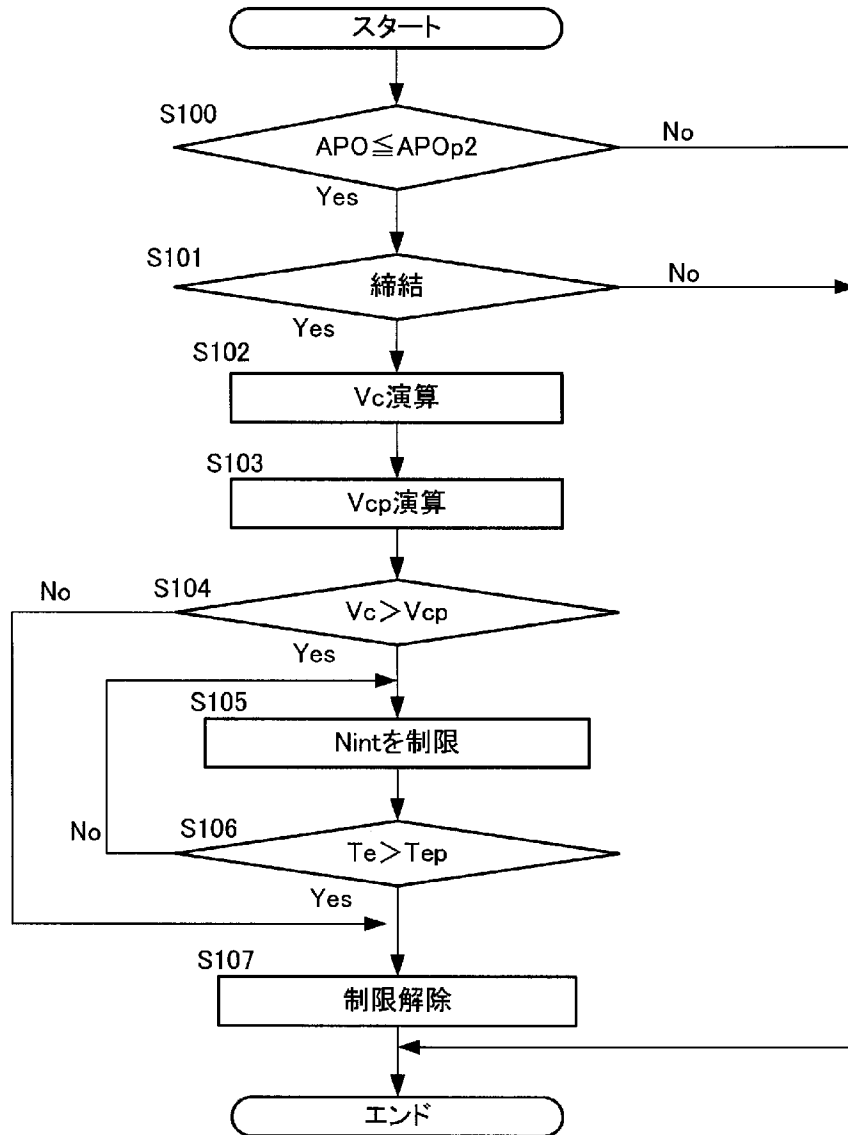 スタート
S100
APO≦APOp2
No
Yes
S101
締結
No
Yes
S102
Vc演算
S103
Vcp演算
No
S104
Vc＞Vcp
Yes
S105
Nintを制限
No
S106
Te＞Tep
Yes
S107
制限解除
エンド